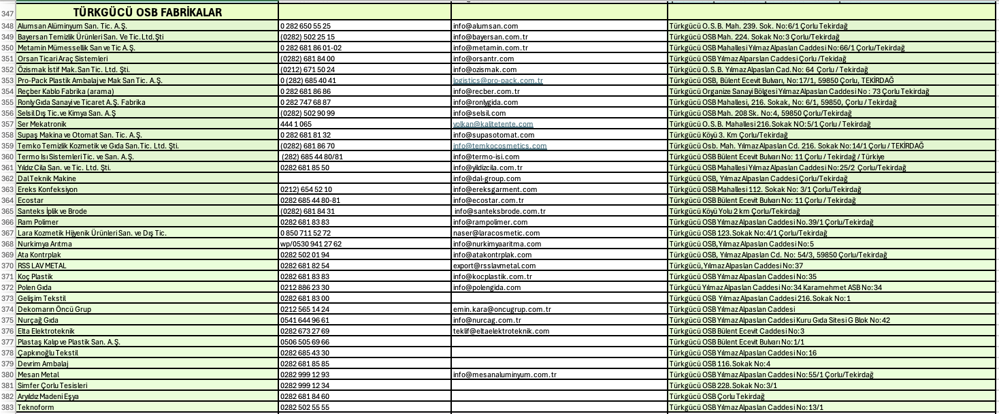 347 TÜRKGÜCÜ OSB FABRİKALAR
348 Alumsan Alüminyum San. Tic. A.Ş. 0 282 650 55 25 info@alumsan.com Türkgücü O.S.B. Mah. 239. Sok. No:6/1 Çorlu Tekirdağ
349 Bayersan Temizlik Ürünleri San. Ve Tic.Ltd.Şti (0282) 502 25 15 info@bayersan.com.tr Türkgücü OSB Mah. 224. Sokak No:3 Çorlu/Tekirdağ
350 Metamin Mümessellik San ve Tic A.Ş. 0 282 681 86 01-02 info@metamin.com.tr Türkgücü OSB Mahallesi Yılmaz Alpaslan Caddesi No:66/1 Çorlu/Tekirdağ
351 Orsan Ticari Araç Sistemleri (0282) 681 84 00 info@orsantr.com Türkgücü OSB Yılmaz Alparslan Caddesi Çorlu /Tekidağ
352 Özismak İstif Mak. San Tic. Ltd. Şti. (0212) 671 50 24 info@ozismak.com Türkgücü O.S.B. Yılmaz Alpaslan Cad. No: 64 Çorlu / Tekirdağ
353 Pro-Pack Plastik Ambalaj ve Mak San Tic. A.Ş. 0 (282) 685 40 41 logistics@pro-pack.com.tr Türkgücü OSB, Bülent Ecevit Bulvarı, No:17/1, 59850 Çorlu, TEKİRDAĞ
354 Reçber Kablo Fabrika (arama) 0 282 681 86 86 info@recber.com.tr Türkgücü Organize Sanayi Bölgesi Yılmaz Alpaslan Caddesi No : 73 Çorlu Tekirdağ
355 Ronly Gıda Sanayi ve Ticaret A.Ş. Fabrika 0 282 747 68 87 info@ronlygida.com Türkgücü OSB Mahalesi, 216. Sokak, No: 6/1, 59850, Çorlu / Tekirdağ
356 Selsil Dış Tic. ve Kimya San. A.Ş (0282) 502 90 99 info@selsil.com Türkgücü OSB Mah. 208 Sk. No:4, 59850 Çorlu/Tekirdağ
357 Ser Mekatronik 444 1 065 volkan@kalitetente.com Türkgücü O.S.B. Mahallesi 216.Sokak NO:5/1 Çorlu / TEKİRDAĞ
358 Supaş Makina ve Otomat San. Tic. A.Ş. 0 282 681 81 32 info@supasotomat.com Türkgücü Köyü 3. Km Çorlu/Tekirdağ
359 Temko Temizlik Kozmetik ve Gıda San.Tic. Ltd. Şti. (0282) 681 86 70 info@temkocosmetics.com Türkgücü Osb. Mah. Yılmaz Alpaslan Cd. 216. Sokak No:14/1 Çorlu / TEKİRDAĞ
360 Termo Isı Sistemleri Tic. ve San. A.Ş. (282) 685 44 80/81 info@termo-isi.com Türkgücü OSB Bülent Ecevit Bulvarı No: 11 Çorlu / Tekirdağ / Türkiye
361 Yıldız Cila San. ve Tic. Ltd. Şti. 0282 681 85 50 info@yildizcila.com.tr Türkgücü OSB Mahallesi Yılmaz Alpaslan Caddesi No:25/2 Çorlu/Tekirdağ
362 Dal Teknik Makine info@dal-group.com Türkgücü OSB, Yılmaz Alpaslan Caddesi Çorlu/Tekirdağ
363 Ereks Konfeksiyon 0212) 654 52 10 info@ereksgarment.com Türkgücü OSB Mahallesi 112. Sokak No: 3/1 Çorlu/Tekirdağ
364 Ecostar 0282 685 44 80-81 info@ecostar.com.tr Türkgücü OSB Bülent Ecevit Bulvarı No: 11 Çorlu / Tekirdağ
365 Santeks İplik ve Brode (0282) 681 84 31 info@santeksbrode.com.tr Türkgücü Köyü Yolu 2 km Çorlu/Tekirdağ
366 Ram Polimer 0282 681 83 83 info@rampolimer.com Türkgücü OSB Yılmaz Alpaslan Caddesi No.39/1 Çorlu/Tekirdağ
367 Lara Kozmetik Hijyenik Ürünleri San. ve Dış Tic. 0 850 711 52 72 naser@laracosmetic.com Türkgücü OSB 123.Sokak No:4/1 Çorlu/Tekirdağ
368 Nurkimya Arıtma wp/0530 941 27 62 info@nurkimyaaritma.com Türkgücü OSB,Yılmaz Alpaslan Caddesi No:5
369 Ata Kontrplak 0282 502 01 94 info@atakontrplak.com Türkgücü OSB, Yılmaz Alpaslan Cd. No: 54/3, 59850 Çorlu/Tekirdağ
370 RSS LAV METAL 0282 681 82 54 export@rsslavmetal.com Türkgücü,Yılmaz Alpaslan Caddesi No:37
371 Koç Plastik 0282 681 83 83 info@kocplastik.com.tr Türkgücü OSB Yılmaz Alpaslan Caddesi No:35
372 Polen Gıda 0212 886 23 30 info@polengida.com Türkgücü Yılmaz Alpaslan Caddesi No:34 Karamehmet ASB No:34
373 Gelişim Tekstil 0282 681 83 00 Türkgücü OSB Yılmaz Alpaslan Caddesi 216.Sokak No:1
374 Dekomarın Öncü Grup 0212 565 14 24 emin.kara@oncugrup.com.tr Türkgücü OSB Yılmaz Alpaslan Caddesi
375 Nurçağ Gıda 0541 644 96 61 info@nurcag.com.tr Türkgücü OSB Yılmaz Alpaslan Caddesi Kuru Gıda Sitesi G Blok No:42
376 Elta Elektroteknik 0282 673 27 69 teklif@eltaelektroteknik.com Türkgücü OSB Bülent Ecevit Caddesi No:3
377 Plastaş Kalıp ve Plastik San. A.Ş. 0506 505 69 66 Türkgücü OSB Bülent Ecevit Bulvarı No:1/1
378 Çapkınoğlu Tekstil 0282 685 43 30 Türkgücü OSB Yılmaz Alpaslan Caddesi No:16
379 Devrim Ambalaj 0282 681 85 85 Türkgücü OSB 116.Sokak No:4
380 Mesan Metal 0282 999 12 93 info@mesanaluminyum.com.tr Türkgücü OSB Yılmaz Alpaslan Caddesi No:55/1 Çorlu/Tekirdağ
381 Simfer Çorlu Tesisleri 0282 999 12 34 Türkgücü OSB 228.Sokak No:3/1
382 Aryıldız Madeni Eşya 0282 681 84 60 Türkgücü OSB Çorlu Tekirdağ
383 Teknoform 0282 502 55 55 Türkgücü OSB Yılmaz Alpaslan Caddesi No:13/1